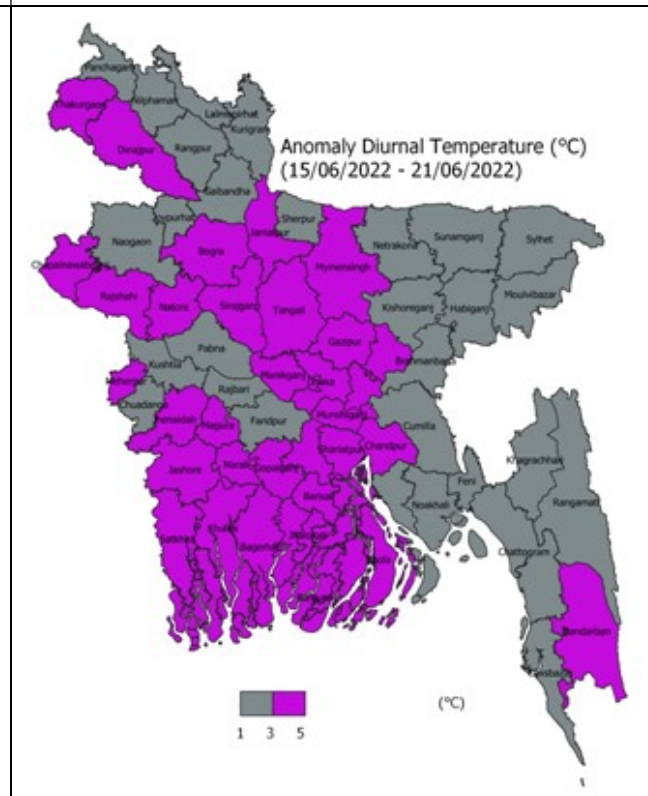 Panchagarh
Thakurgaon
Nilphamari
Lalmonirhat
Kurigram
Dinajpur
Rangpur
Anomaly Diurnal Temperature (°C)
(15/06/2022 - 21/06/2022)
Gaibandha
Joypurhat
Sherpur
Jamalpur
Naogaon
Bogra
Mymensingh
Netrakona
Sunamganj
Sylhet
Chapainawabganj
Rajshahi
Natore
Sirajganj
Tangail
Kishoreganj
Habiganj
Moulvibazar
Gazipur
Pabna
Kushtia
Meherpur
Manikganj
Dhaka
Chuadanga
Rajbari
Faridpur
Munshiganj
Cumilla
Jhenaidah
Magura
Shariatpur
Chandpur
Khagrachhari
Jashore
Narail
Gopalganj
Feni
Noakhali
Rangamati
Barisal
Satkhira
Khulna
Bagerhat
Chattogram
Bhola
Bandarban
(°C)
1 3 5